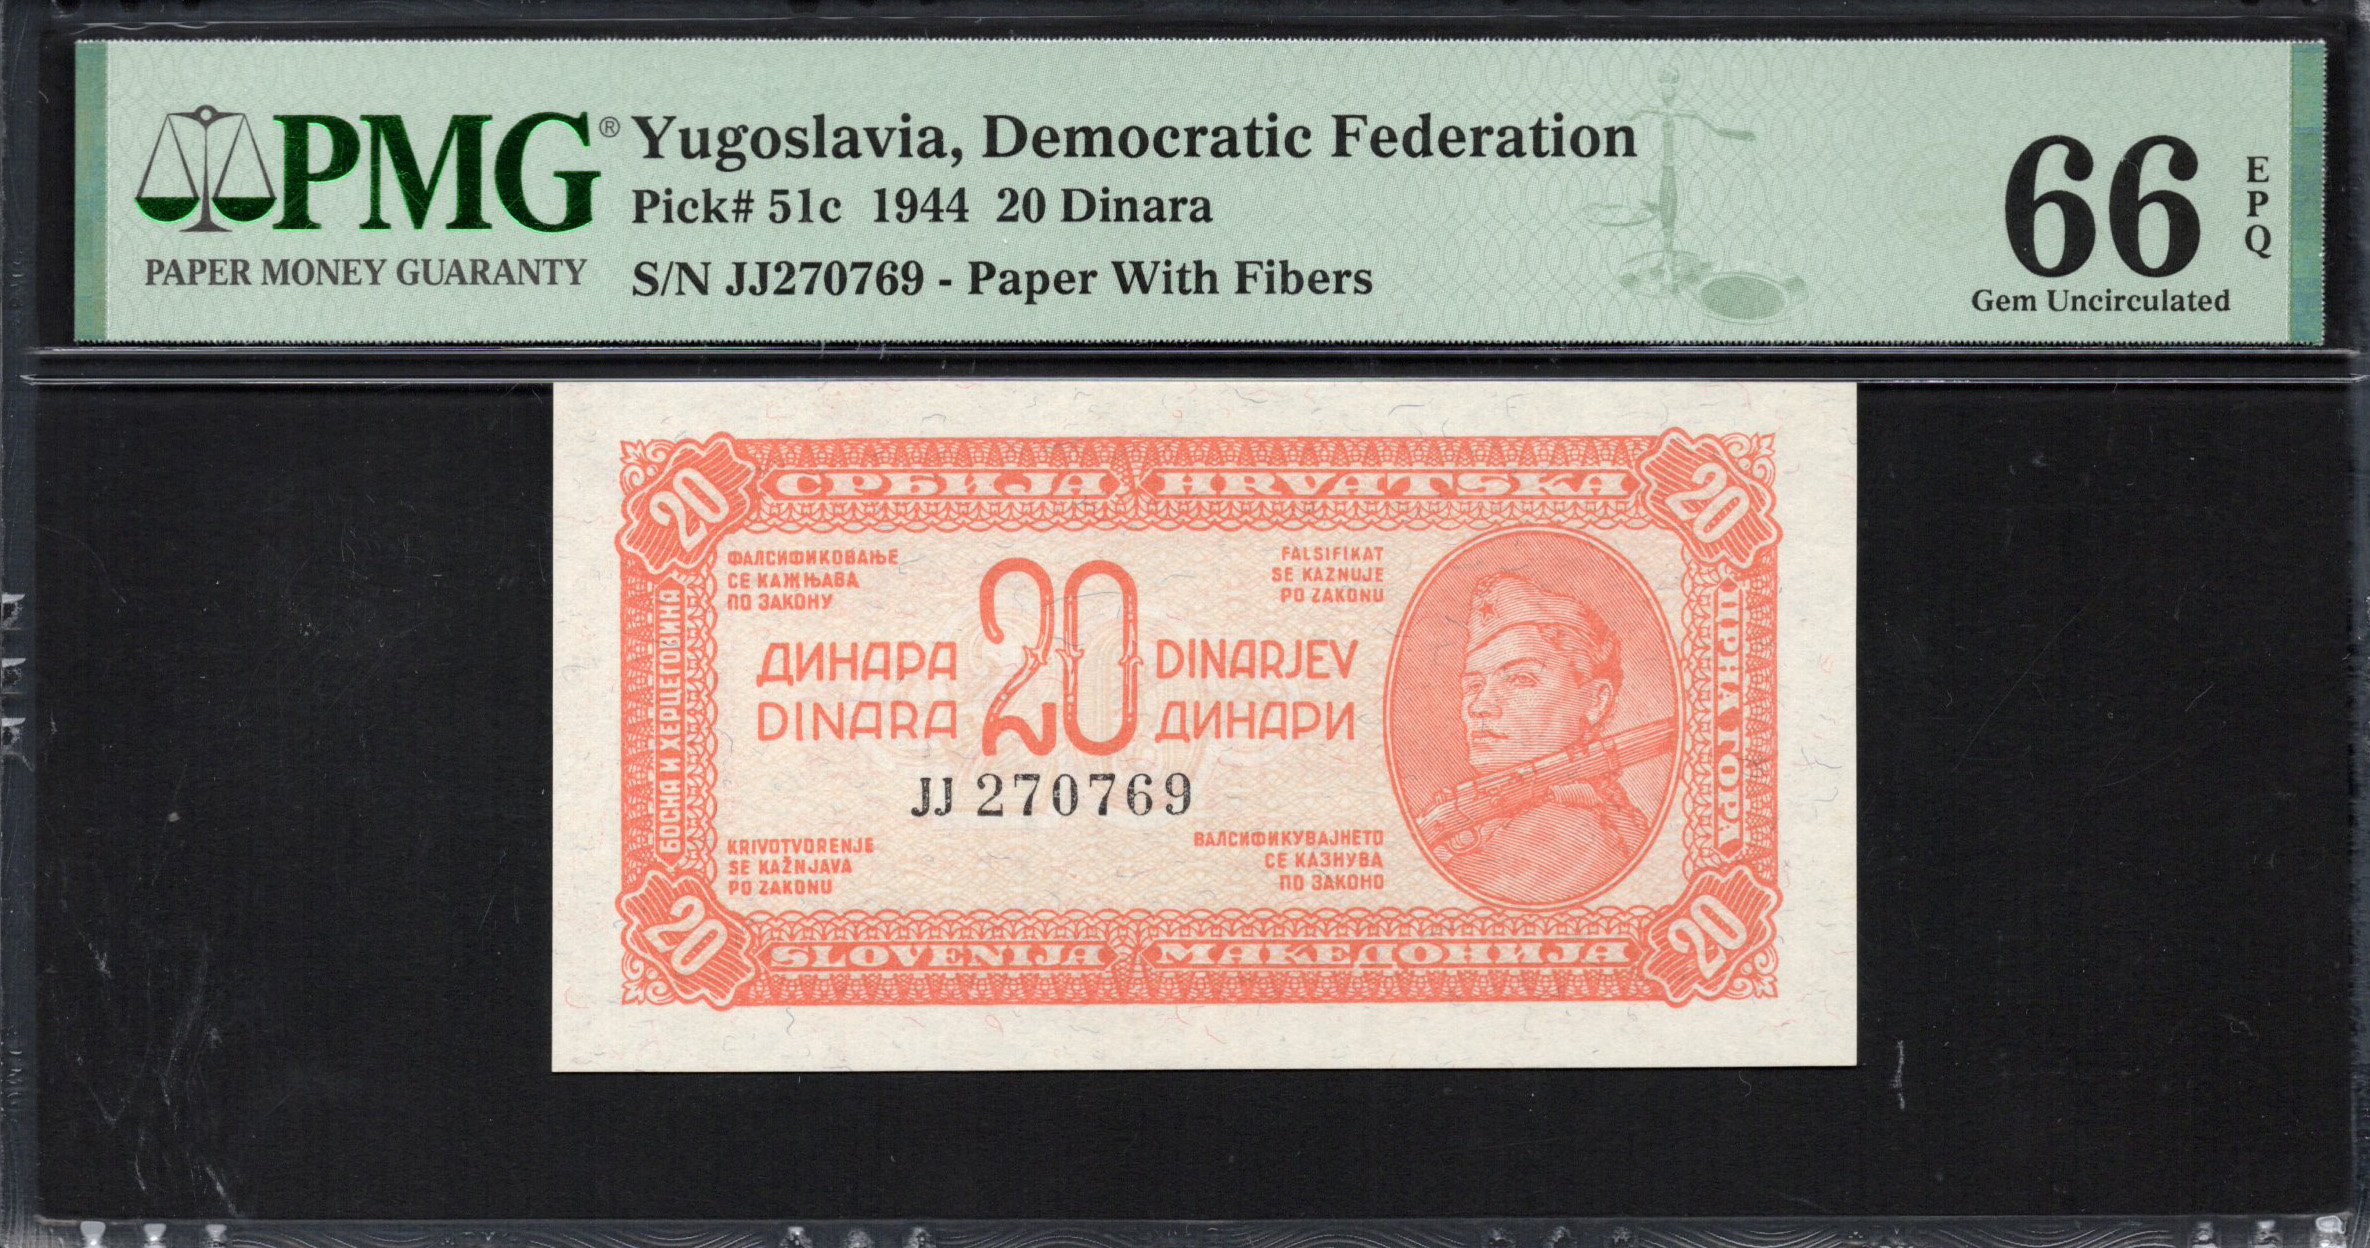 PMG®
PAPER MONEY GUARANTY
Yugoslavia, Democratic Federation
Pick# 51c 1944 20 Dinara
S/N JJ270769 - Paper With Fibers
66
EPQ
Gem Uncirculated
20
СРБИЈА HRVATSKA
20
БОСНА И ХЕРЦЕГОВИНА
ФАЛСИФИКОВАЊЕ
СЕ КАЖЊАВА
ПО ЗАКОНУ
FALSIFIKAT
SE KAZNUJE
PO ZAKONU
ДИНАРА 20 DINARJEV
DINARA ДИНАРИ
JJ 270769
KRIVOTVORENJE
SE KAŽNJAVA
PO ZAKONU
ВАЛСИФИКУВАЈНЕТО
СЕ КАЗНУВА
ПО ЗАКОНО
ЦРНА ГОРА
20
SLOVENIJA МАКЕДОНИЈА
20